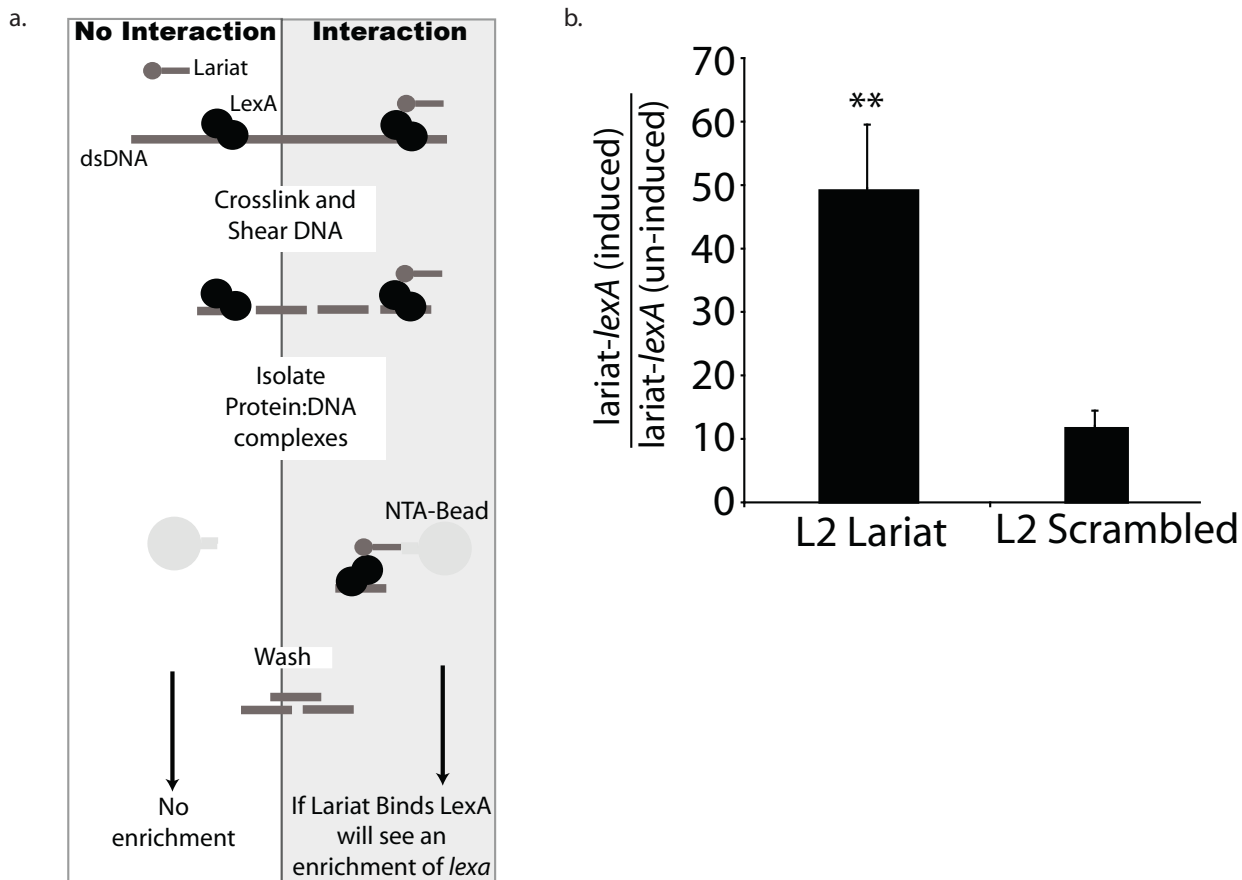 a.
No Interaction
Interaction
Lariat
LexA
dsDNA
Crosslink and
Shear DNA
Isolate
Protein:DNA
complexes
NTA-Bead
Wash
No
enrichment
If Lariat Binds LexA
will see an
enrichment of lexa
b.
lariat-lexA (induced)
lariat-lexA (un-induced)
70
60
50
40
30
20
10
0
**
L2 Lariat
L2 Scrambled